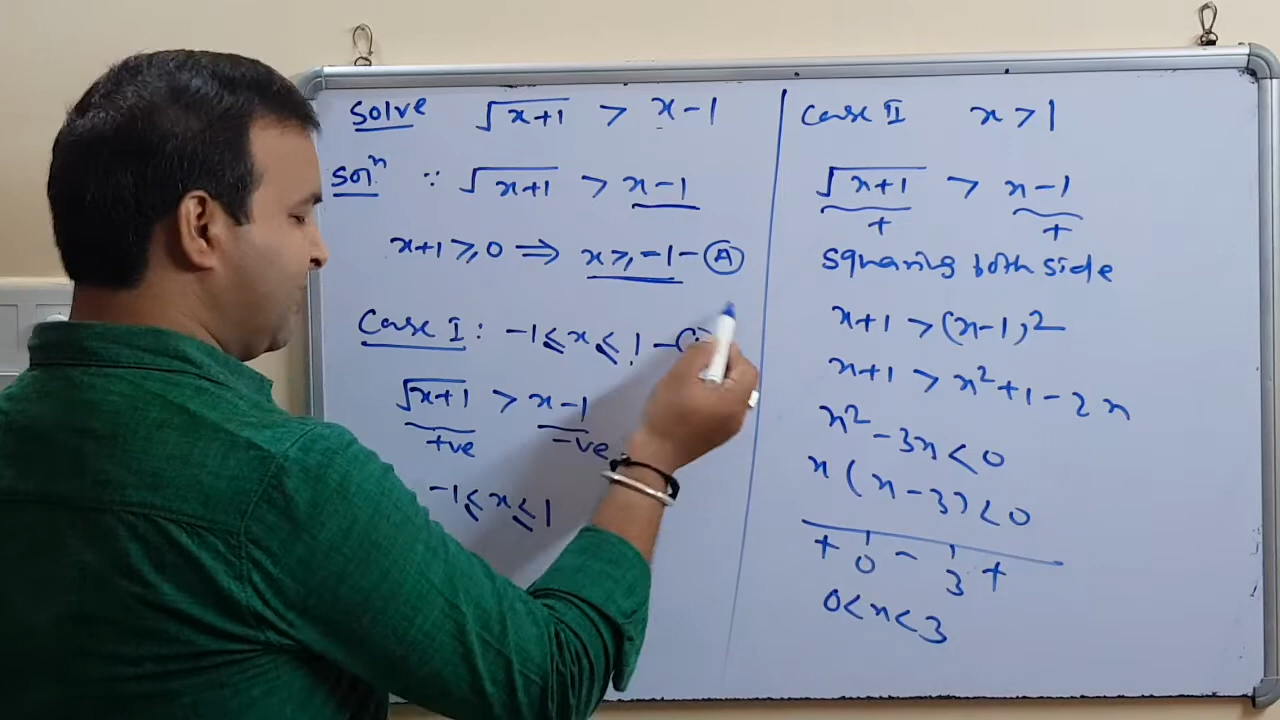 Solve √x+1 > x-1
Solⁿ ∵ √x+1 > x-1
x+1 ≥ 0 ⇒ x ≥ -1 - Ⓐ
Case I : -1 ≤ x ≤ 1 -
√x+1 > x-1
+ve -ve
-1 ≤ x ≤ 1
Case II x > 1
√x+1 > x-1
+ +
squaring both side
x+1 > (x-1)²
x+1 > x²+1-2x
x²-3x < 0
x(x-3) < 0
+ 0 - 3 +
0 < x < 3